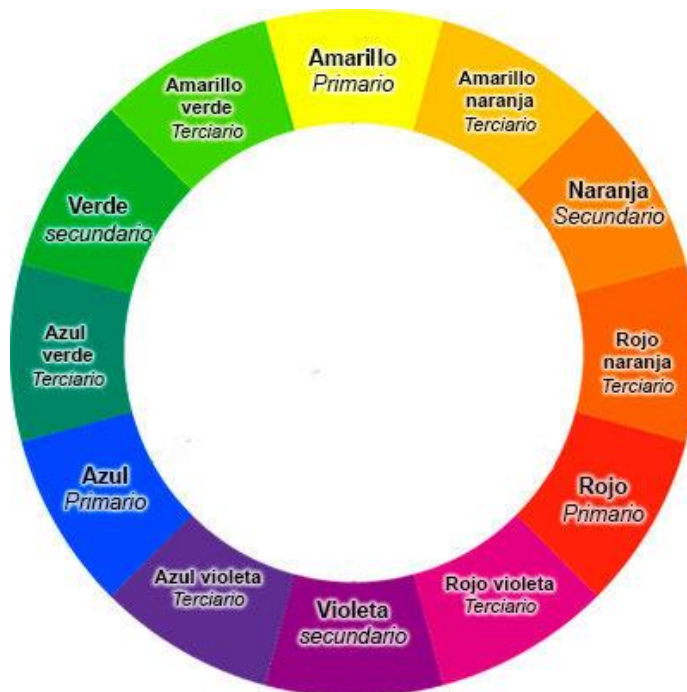 Amarillo
Primario
Amarillo
naranja
Terciario
Naranja
Secundario
Rojo
naranja
Terciario
Rojo
Primario
Rojo violeta
Terciario
Violeta
secundario
Azul violeta
Terciario
Azul
Primario
Azul
verde
Terciario
Verde
secundario
Amarillo
verde
Terciario